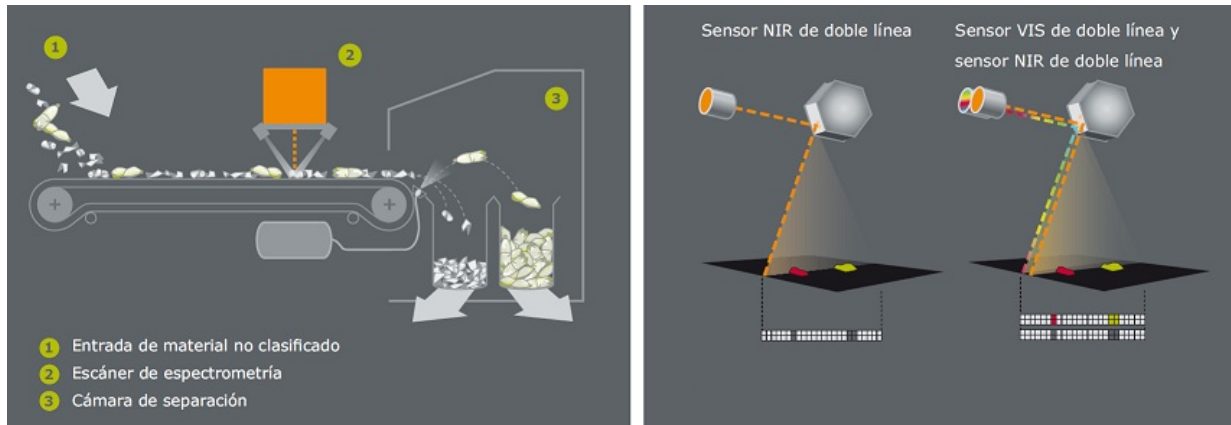 1
2
3
1 Entrada de material no clasificado
2 Escáner de espectrometría
3 Cámara de separación
Sensor NIR de doble línea
Sensor VIS de doble línea y
sensor NIR de doble línea